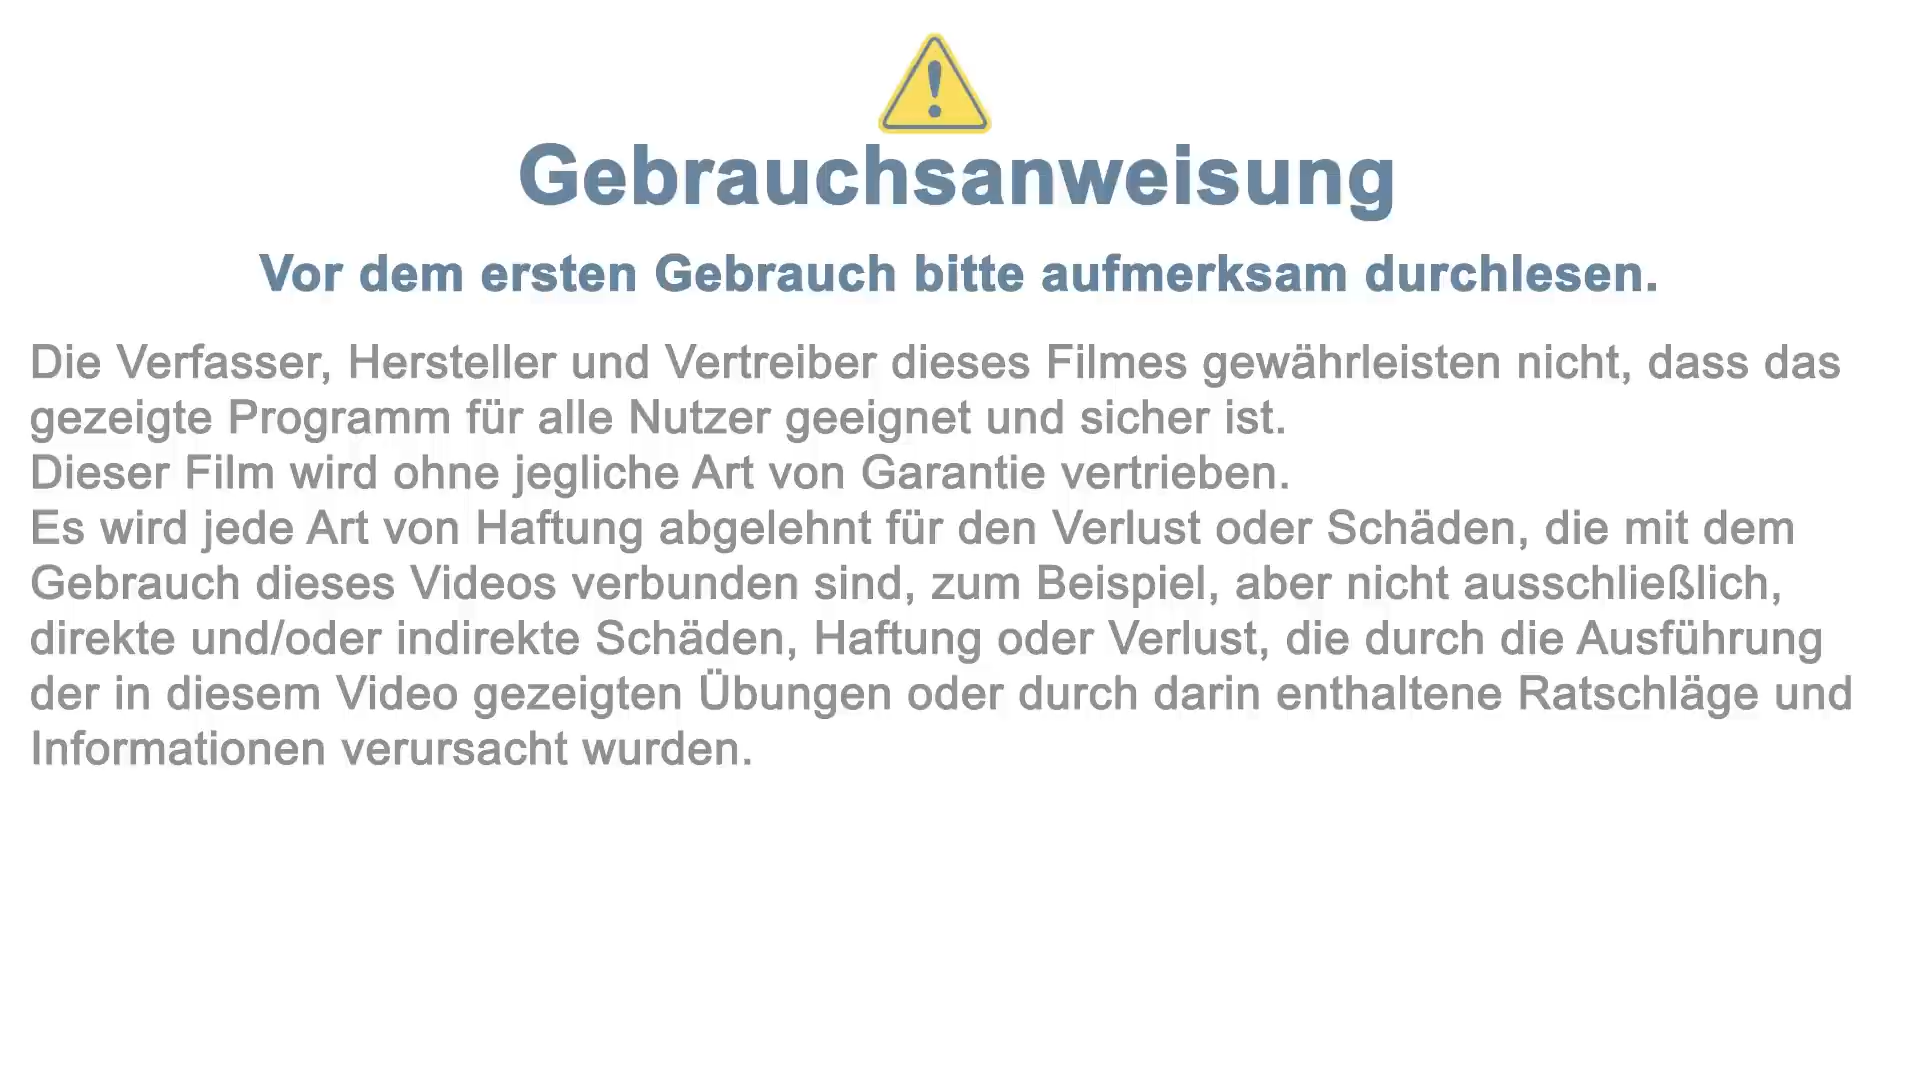 Gebrauchsanweisung
Vor dem ersten Gebrauch bitte aufmerksam durchlesen.
Die Verfasser, Hersteller und Vertreiber dieses Filmes gewährleisten nicht, dass das
gezeigte Programm für alle Nutzer geeignet und sicher ist.
Dieser Film wird ohne jegliche Art von Garantie vertrieben.
Es wird jede Art von Haftung abgelehnt für den Verlust oder Schäden, die mit dem
Gebrauch dieses Videos verbunden sind, zum Beispiel, aber nicht ausschließlich,
direkte und/oder indirekte Schäden, Haftung oder Verlust, die durch die Ausführung
der in diesem Video gezeigten Übungen oder durch darin enthaltene Ratschläge und
Informationen verursacht wurden.